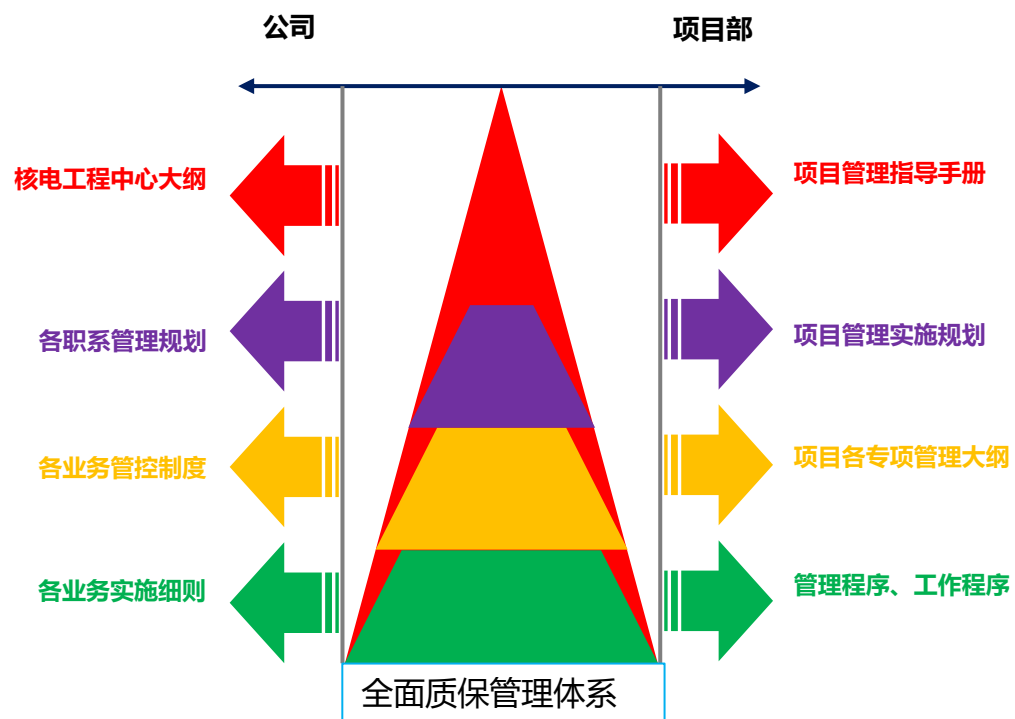 公司
项目部
核电工程中心大纲
项目管理指导手册
各职系管理规划
项目管理实施规划
各业务管控制度
项目各专项管理大纲
各业务实施细则
管理程序、工作程序
全面质保管理体系